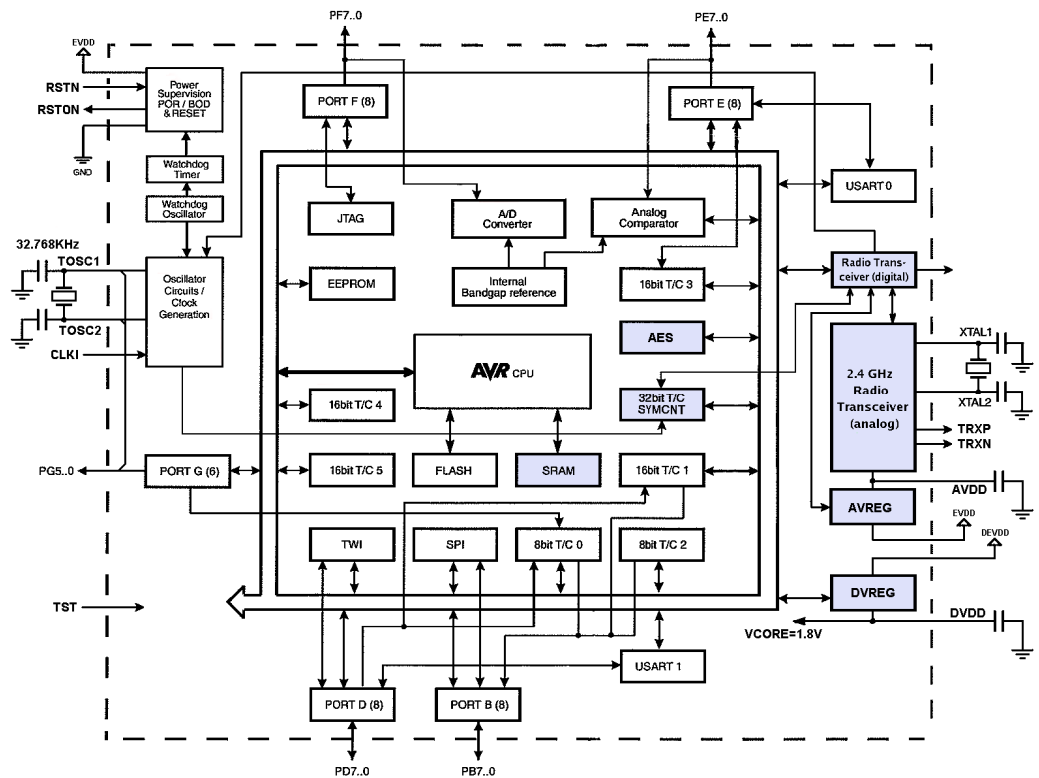 PF7..0
PE7..0
EVDD
RSTN
RSTON
GND
Power
Supervision
POR / BOD
& RESET
PORT F (8)
PORT E (8)
Watchdog
Timer
Watchdog
Oscillator
JTAG
A/D
Converter
Analog
Comparator
USART 0
32.768KHz
TOSC1
TOSC2
CLKI
Oscillator
Circuits /
Clock
Generation
EEPROM
Internal
Bandgap reference
16bit T/C 3
Radio Trans-
ceiver (digital)
AES
AVR CPU
XTAL1
XTAL2
2.4 GHz
Radio
Transceiver
(analog)
TRXP
TRXN
16bit T/C 4
32bit T/C
SYMCNT
PG5..0
PORT G (6)
16bit T/C 5
FLASH
SRAM
16bit T/C 1
AVDD
AVREG
EVDD
DEVDD
TWI
SPI
8bit T/C 0
8bit T/C 2
TST
DVREG
DVDD
VCORE=1.8V
USART 1
PORT D (8)
PORT B (8)
PD7..0
PB7..0